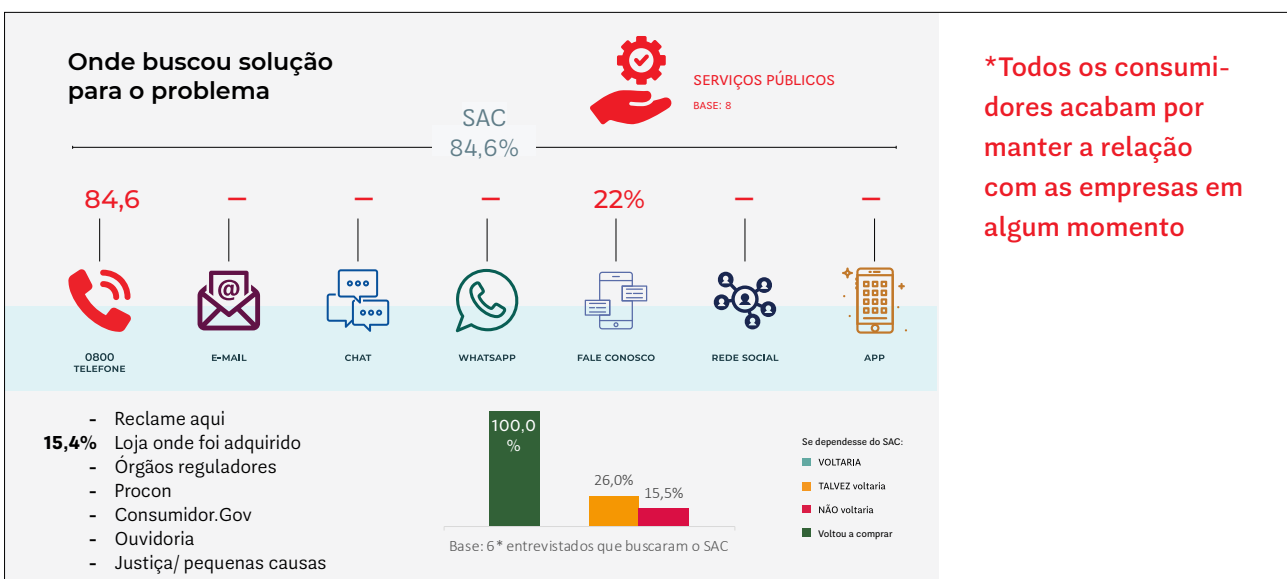 Onde buscou solução
para o problema
SERVIÇOS PÚBLICOS
BASE: 8
SAC
84,6%
84,6
–
–
–
22%
–
–
@
0800
TELEFONE
E-MAIL
CHAT
WHATSAPP
FALE CONOSCO
REDE SOCIAL
APP
- Reclame aqui
15,4% Loja onde foi adquirido
- Órgãos reguladores
- Procon
- Consumidor.Gov
- Ouvidoria
- Justiça/ pequenas causas
100,0
%
26,0%
15,5%
Base: 6* entrevistados que buscaram o SAC
Se dependesse do SAC:
VOLTARIA
TALVEZ voltaria
NÃO voltaria
Voltou a comprar
*Todos os consumi-
dores acabam por
manter a relação
com as empresas em
algum momento